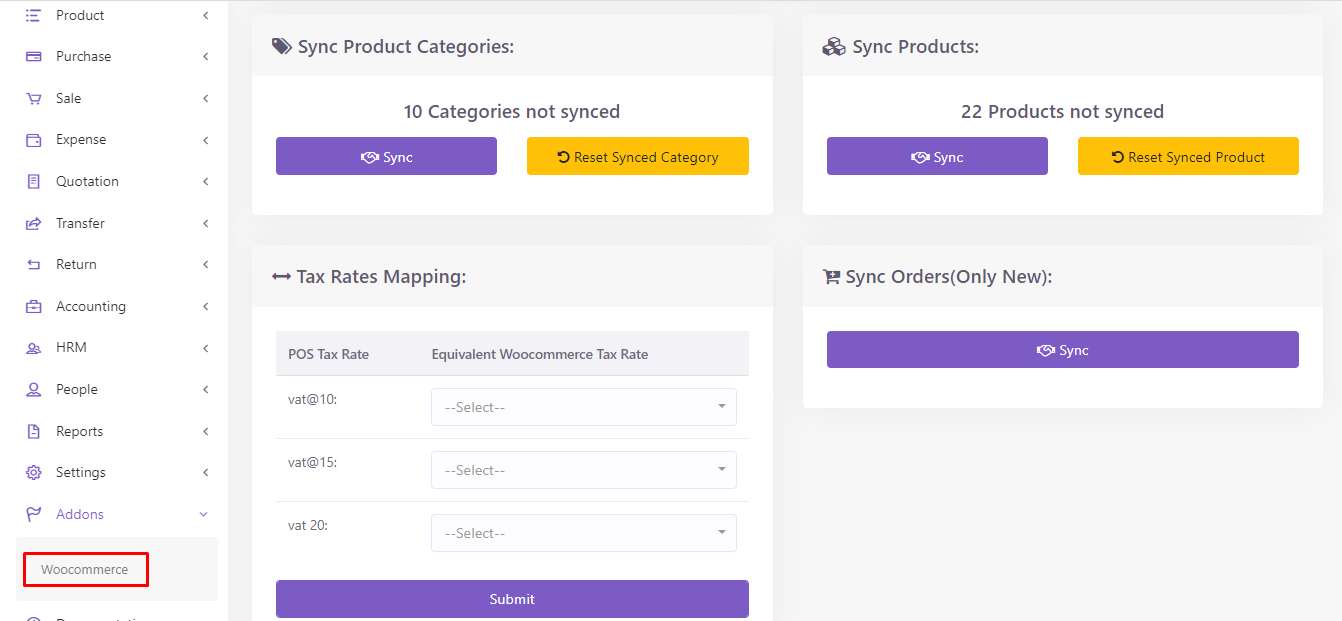 Product
Purchase
Sale
Expense
Quotation
Transfer
Return
Accounting
HRM
People
Reports
Settings
Addons
Woocommerce
Sync Product Categories:
10 Categories not synced
Sync
Reset Synced Category
Sync Products:
22 Products not synced
Sync
Reset Synced Product
Tax Rates Mapping:
POS Tax Rate Equivalent Woocommerce Tax Rate
vat@10: --Select--
vat@15: --Select--
vat 20: --Select--
Submit
Sync Orders(Only New):
Sync